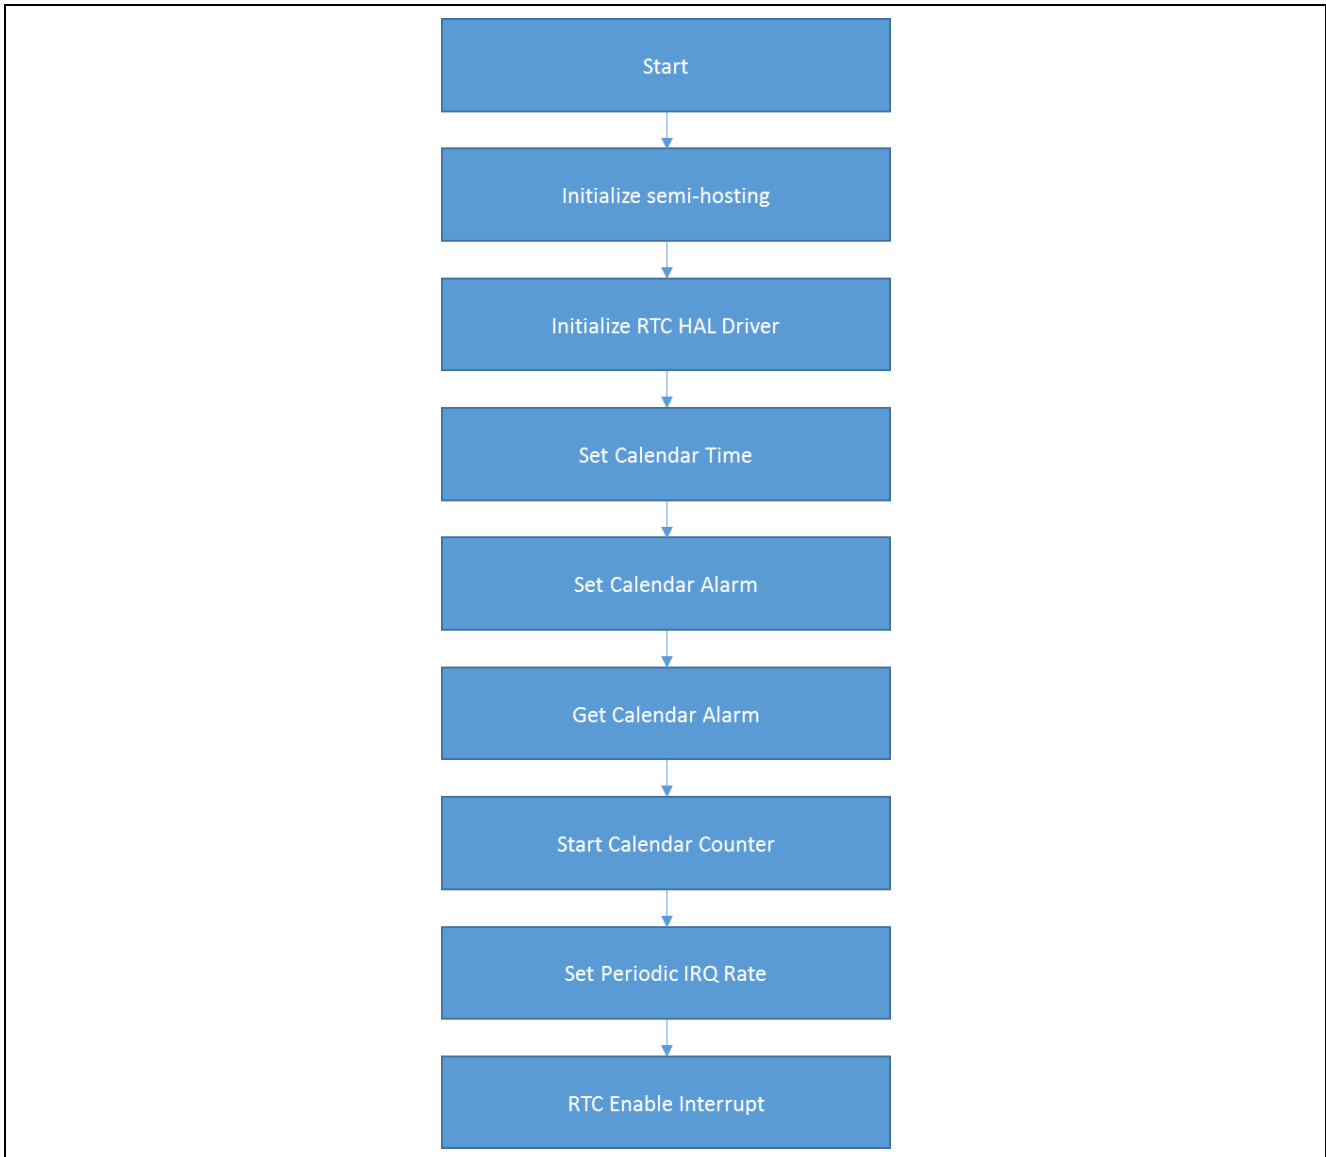 Start
Initialize semi-hosting
Initialize RTC HAL Driver
Set Calendar Time
Set Calendar Alarm
Get Calendar Alarm
Start Calendar Counter
Set Periodic IRQ Rate
RTC Enable Interrupt